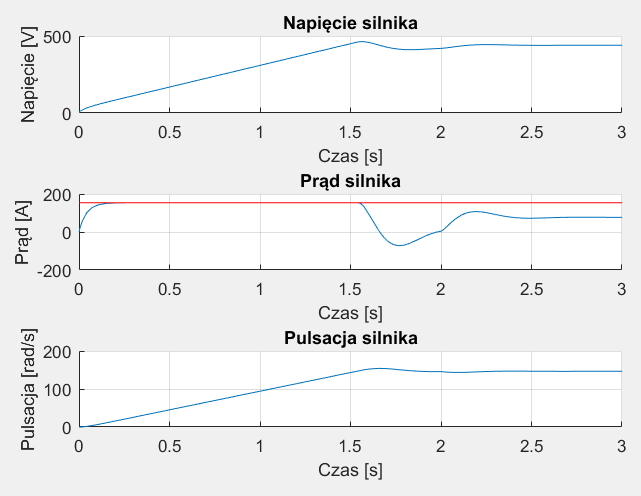 Napięcie silnika
Napięcie [V]
500
0
0 0.5 1 1.5 2 2.5 3
Czas [s]
Prąd silnika
Prąd [A]
200
0
-200
0 0.5 1 1.5 2 2.5 3
Czas [s]
Pulsacja silnika
Pulsacja [rad/s]
200
100
0
0 0.5 1 1.5 2 2.5 3
Czas [s]